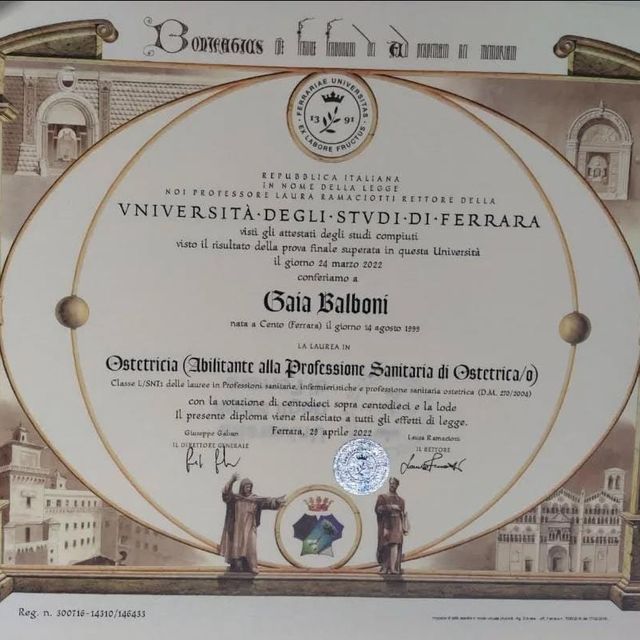 FERRARIAE UNIVERSITAS
13 91
EX LABORE FRUCTUS
REPUBBLICA ITALIANA
IN NOME DELLA LEGGE
NOI PROFESSORE LAURA RAMACIOTTI RETTORE DELLA
VNIVERSITÀ·DEGLI·STVDI·DI·FERRARA
visti gli attestati degli studi compiuti
visto il risultato della prova finale superata in questa Università
il giorno 24 marzo 2022
conferiamo a
Gaia Balboni
nata a Cento (Ferrara) il giorno 14 agosto 1999
LA LAUREA IN
Ostetricia (Abilitante alla Professione Sanitaria di Ostetrica/o)
Classe L/SNT1 delle lauree in Professioni sanitarie, infermieristiche e professione sanitaria ostetrica (D.M. 270/2004)
con la votazione di centodieci sopra centodieci e la Lode
Il presente diploma viene rilasciato a tutti gli effetti di legge.
Ferrara, 29 aprile 2022
Giuseppe Galvan
IL DIRETTORE GENERALE
Laura Ramaciotti
IL RETTORE
Reg. n. 300716-14310/146433